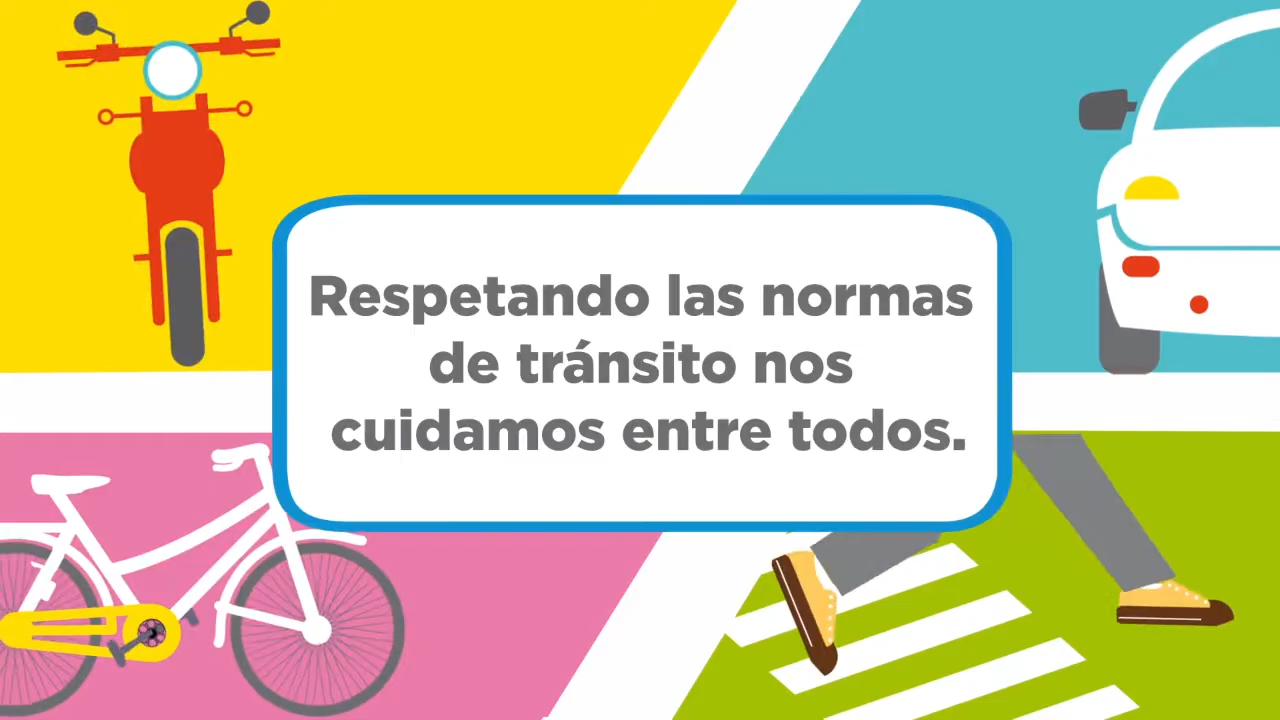 Respetando las normas
de tránsito nos
cuidamos entre todos.